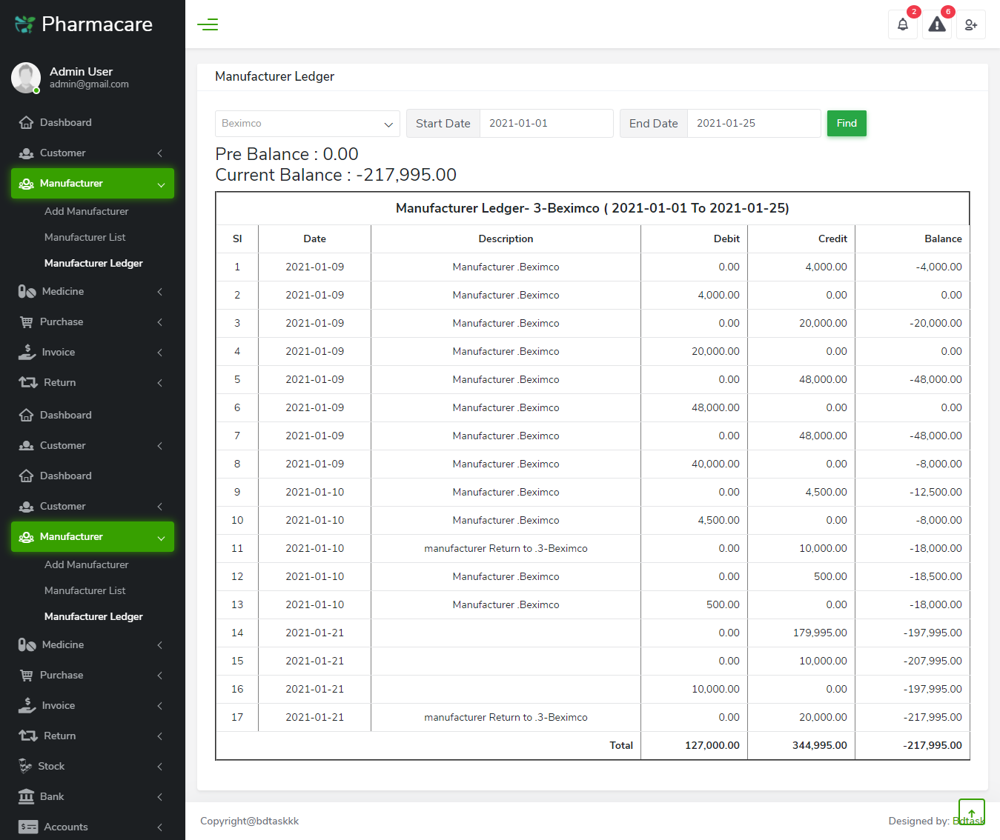 Pharmacare
2
6
Admin User
admin@gmail.com
Dashboard
Customer
Manufacturer
Add Manufacturer
Manufacturer List
Manufacturer Ledger
Medicine
Purchase
Invoice
Return
Dashboard
Customer
Dashboard
Customer
Manufacturer
Add Manufacturer
Manufacturer List
Manufacturer Ledger
Medicine
Purchase
Invoice
Return
Stock
Bank
Accounts
Manufacturer Ledger
Beximco Start Date 2021-01-01 End Date 2021-01-25 Find
Pre Balance : 0.00
Current Balance : -217,995.00
Manufacturer Ledger- 3-Beximco ( 2021-01-01 To 2021-01-25)
Sl Date Description Debit Credit Balance
1 2021-01-09 Manufacturer .Beximco 0.00 4,000.00 -4,000.00
2 2021-01-09 Manufacturer .Beximco 4,000.00 0.00 0.00
3 2021-01-09 Manufacturer .Beximco 0.00 20,000.00 -20,000.00
4 2021-01-09 Manufacturer .Beximco 20,000.00 0.00 0.00
5 2021-01-09 Manufacturer .Beximco 0.00 48,000.00 -48,000.00
6 2021-01-09 Manufacturer .Beximco 48,000.00 0.00 0.00
7 2021-01-09 Manufacturer .Beximco 0.00 48,000.00 -48,000.00
8 2021-01-09 Manufacturer .Beximco 40,000.00 0.00 -8,000.00
9 2021-01-10 Manufacturer .Beximco 0.00 4,500.00 -12,500.00
10 2021-01-10 Manufacturer .Beximco 4,500.00 0.00 -8,000.00
11 2021-01-10 manufacturer Return to .3-Beximco 0.00 10,000.00 -18,000.00
12 2021-01-10 Manufacturer .Beximco 0.00 500.00 -18,500.00
13 2021-01-10 Manufacturer .Beximco 500.00 0.00 -18,000.00
14 2021-01-21 0.00 179,995.00 -197,995.00
15 2021-01-21 0.00 10,000.00 -207,995.00
16 2021-01-21 10,000.00 0.00 -197,995.00
17 2021-01-21 manufacturer Return to .3-Beximco 0.00 20,000.00 -217,995.00
Total 127,000.00 344,995.00 -217,995.00
Copyright@bdtaskkk
Designed by: Bdtask